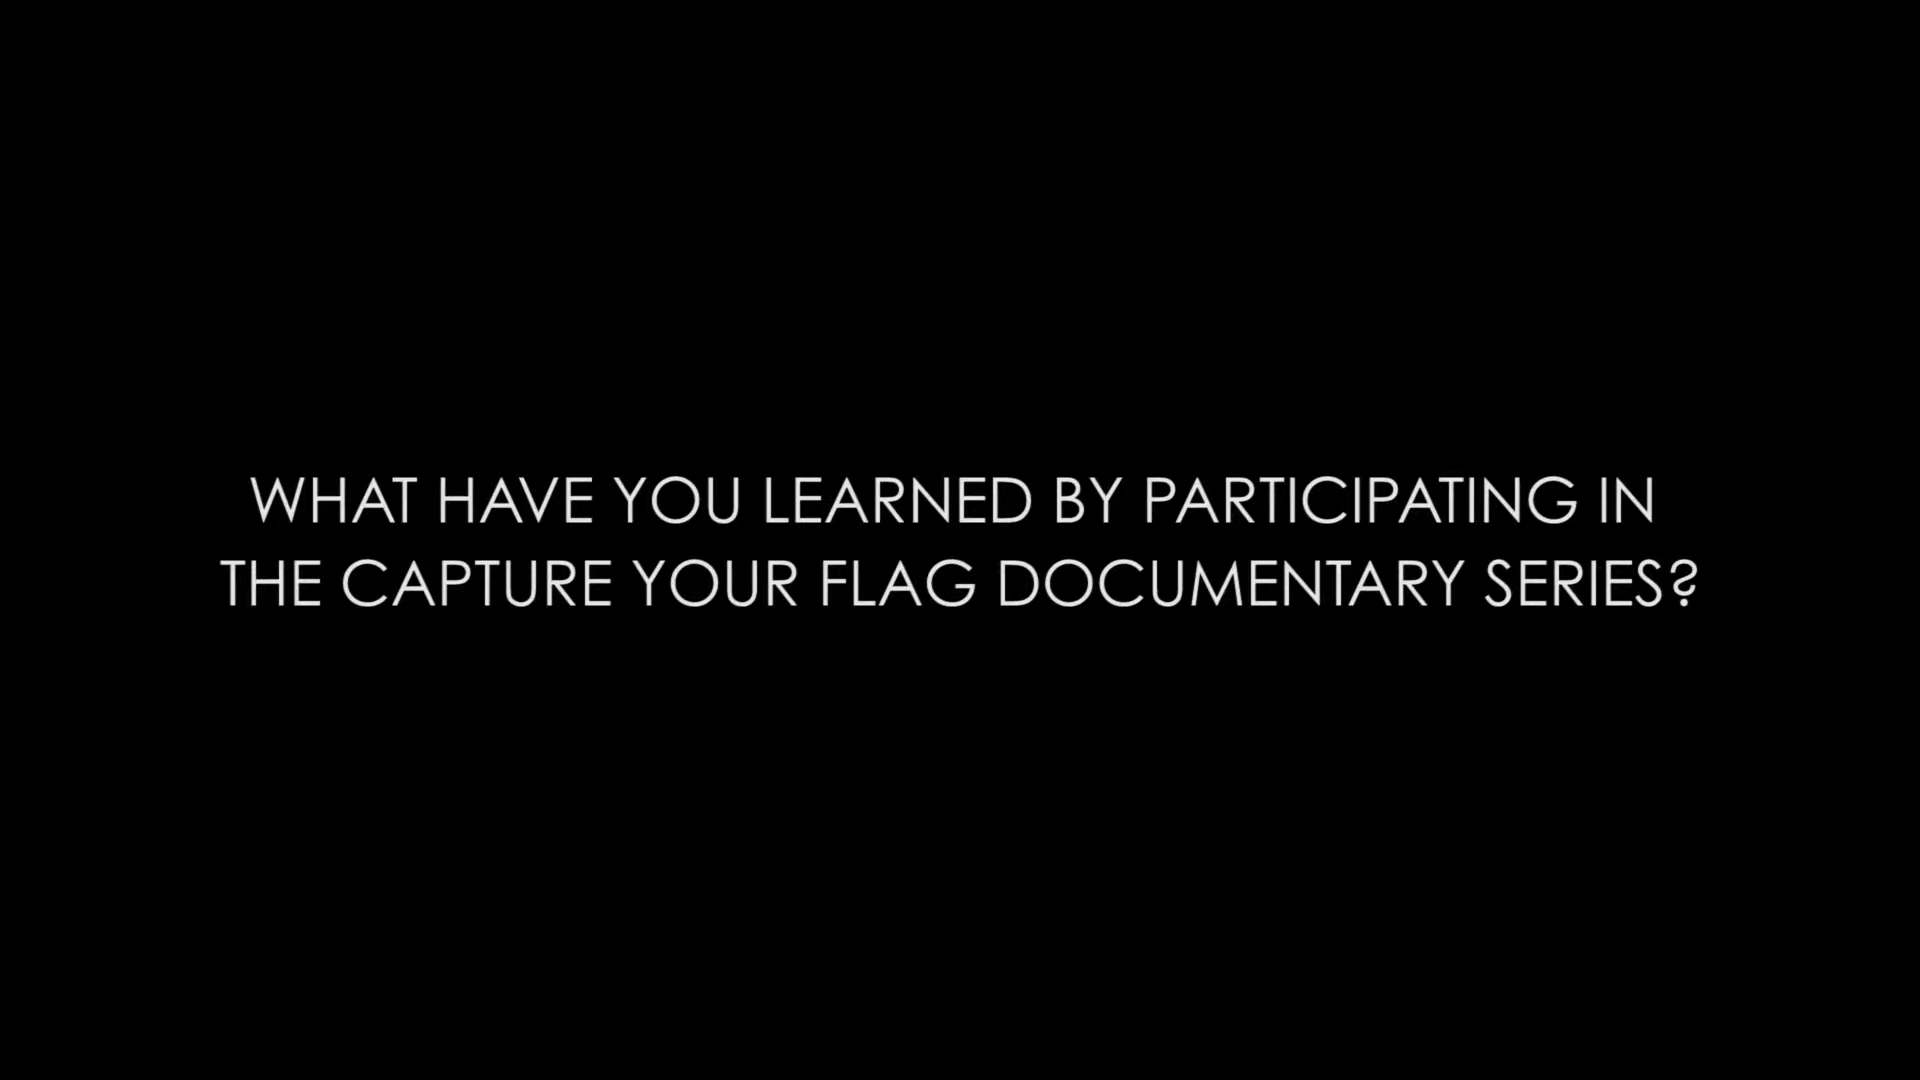 WHAT HAVE YOU LEARNED BY PARTICIPATING IN
THE CAPTURE YOUR FLAG DOCUMENTARY SERIES?